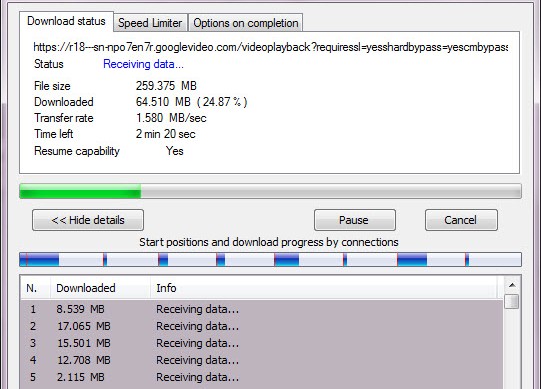 Download status Speed Limiter Options on completion
https://r18---sn-npo7en7r.googlevideo.com/videoplayback?requiressl=yesshardbypass=yescmbypass
Status Receiving data...
File size 259.375 MB
Downloaded 64.510 MB ( 24.87 % )
Transfer rate 1.580 MB/sec
Time left 2 min 20 sec
Resume capability Yes
<< Hide details Pause Cancel
Start positions and download progress by connections
N. Downloaded Info
1 8.539 MB Receiving data...
2 17.065 MB Receiving data...
3 15.501 MB Receiving data...
4 12.708 MB Receiving data...
5 2.115 MB Receiving data...